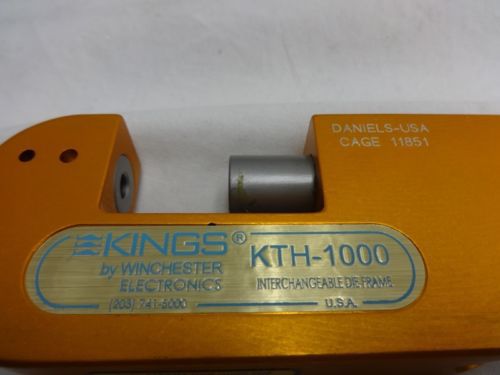 DANIELS-USA
CAGE 11851
KINGS®
by WINCHESTER
ELECTRONICS
(203) 741-5000
KTH-1000
INTERCHANGEABLE DIE FRAME
U.S.A.